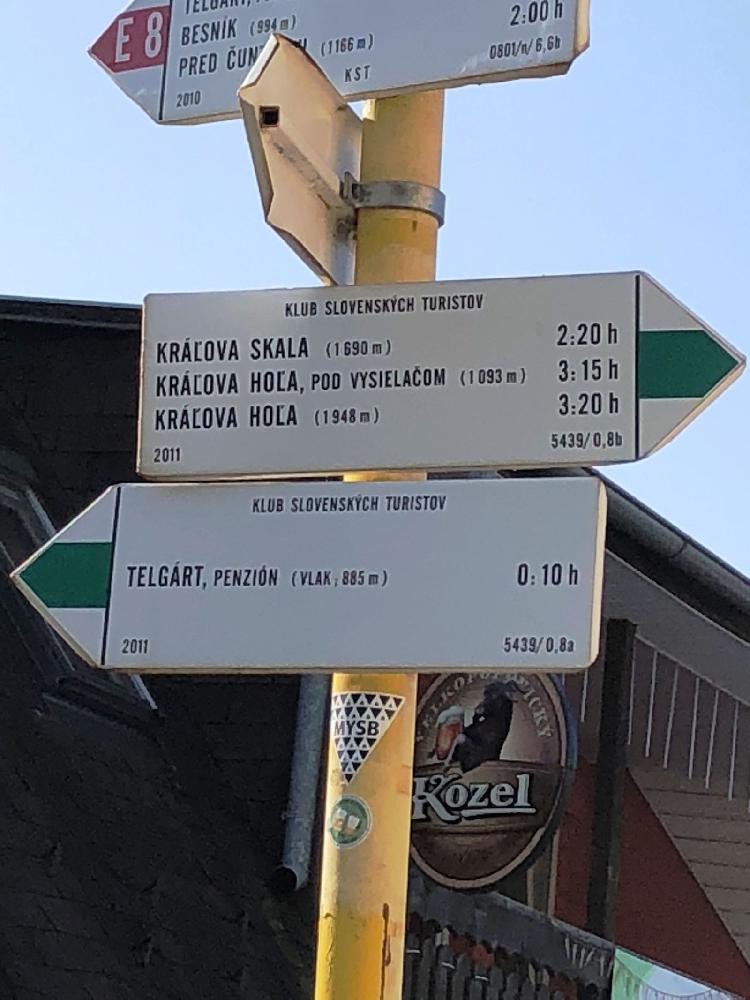 E 8
TELGÁRT,
BESNÍK (994 m)
2:00 h
PRED (1166 m)
2010
KST
0801/n/6,6b
KLUB SLOVENSKÝCH TURISTOV
KRÁĽOVA SKALA (1690 m) 2:20 h
KRÁĽOVA HOĽA, POD VYSIELAČOM (1093 m) 3:15 h
KRÁĽOVA HOĽA (1948 m) 3:20 h
2011 5439/0,8b
KLUB SLOVENSKÝCH TURISTOV
TELGÁRT, PENZIÓN (VLAK, 885 m) 0:10 h
2011 5439/0,8a
MYSB
Kozel